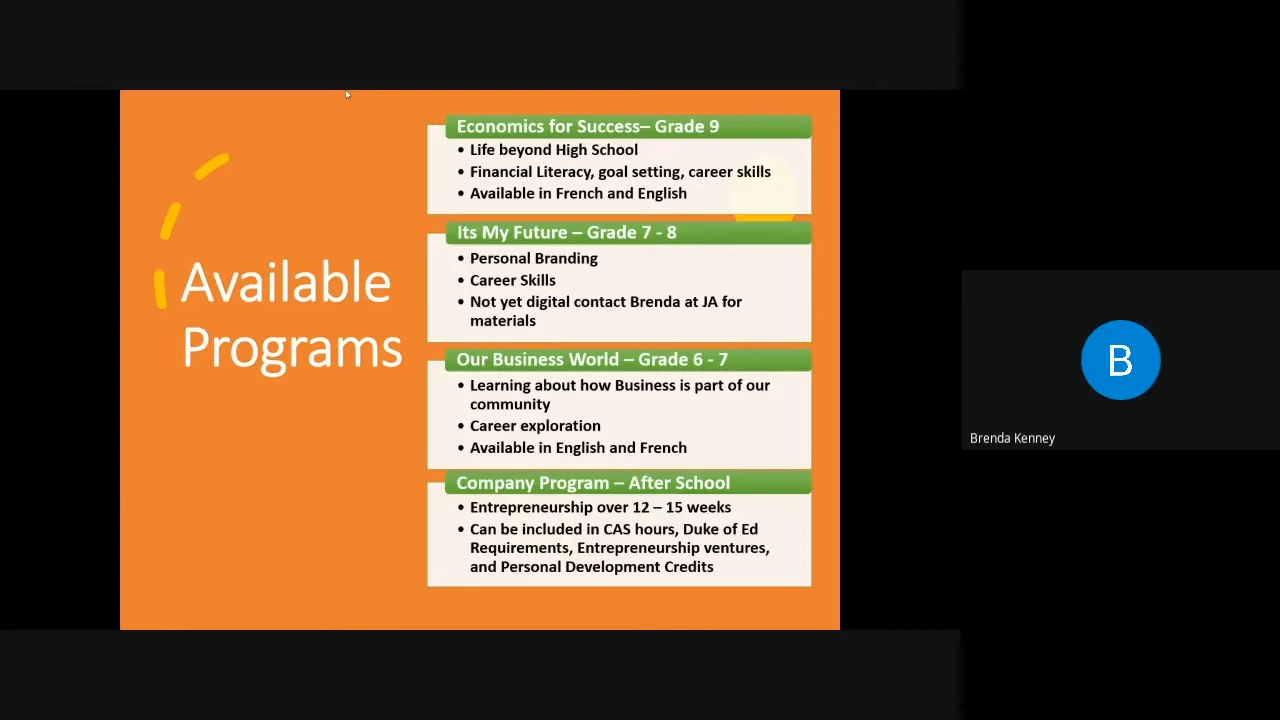 Available
Programs
Economics for Success– Grade 9
• Life beyond High School
• Financial Literacy, goal setting, career skills
• Available in French and English
Its My Future – Grade 7 - 8
• Personal Branding
• Career Skills
• Not yet digital contact Brenda at JA for
materials
Our Business World – Grade 6 - 7
• Learning about how Business is part of our
community
• Career exploration
• Available in English and French
Company Program – After School
• Entrepreneurship over 12 – 15 weeks
• Can be included in CAS hours, Duke of Ed
Requirements, Entrepreneurship ventures,
and Personal Development Credits
B
Brenda Kenney